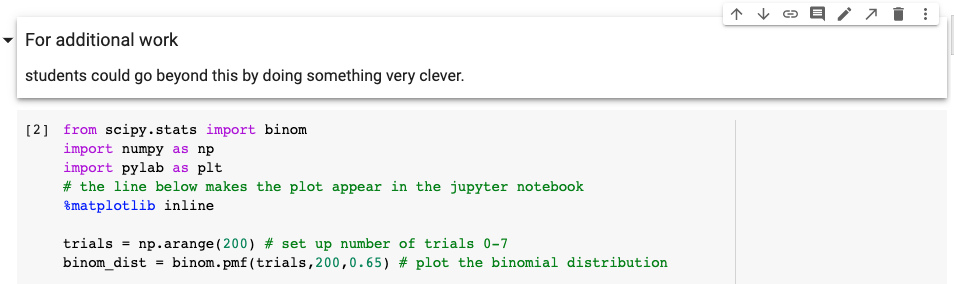 For additional work
students could go beyond this by doing something very clever.
[2] from scipy.stats import binom
import numpy as np
import pylab as plt
# the line below makes the plot appear in the jupyter notebook
%matplotlib inline
trials = np.arange(200) # set up number of trials 0-7
binom_dist = binom.pmf(trials,200,0.65) # plot the binomial distribution